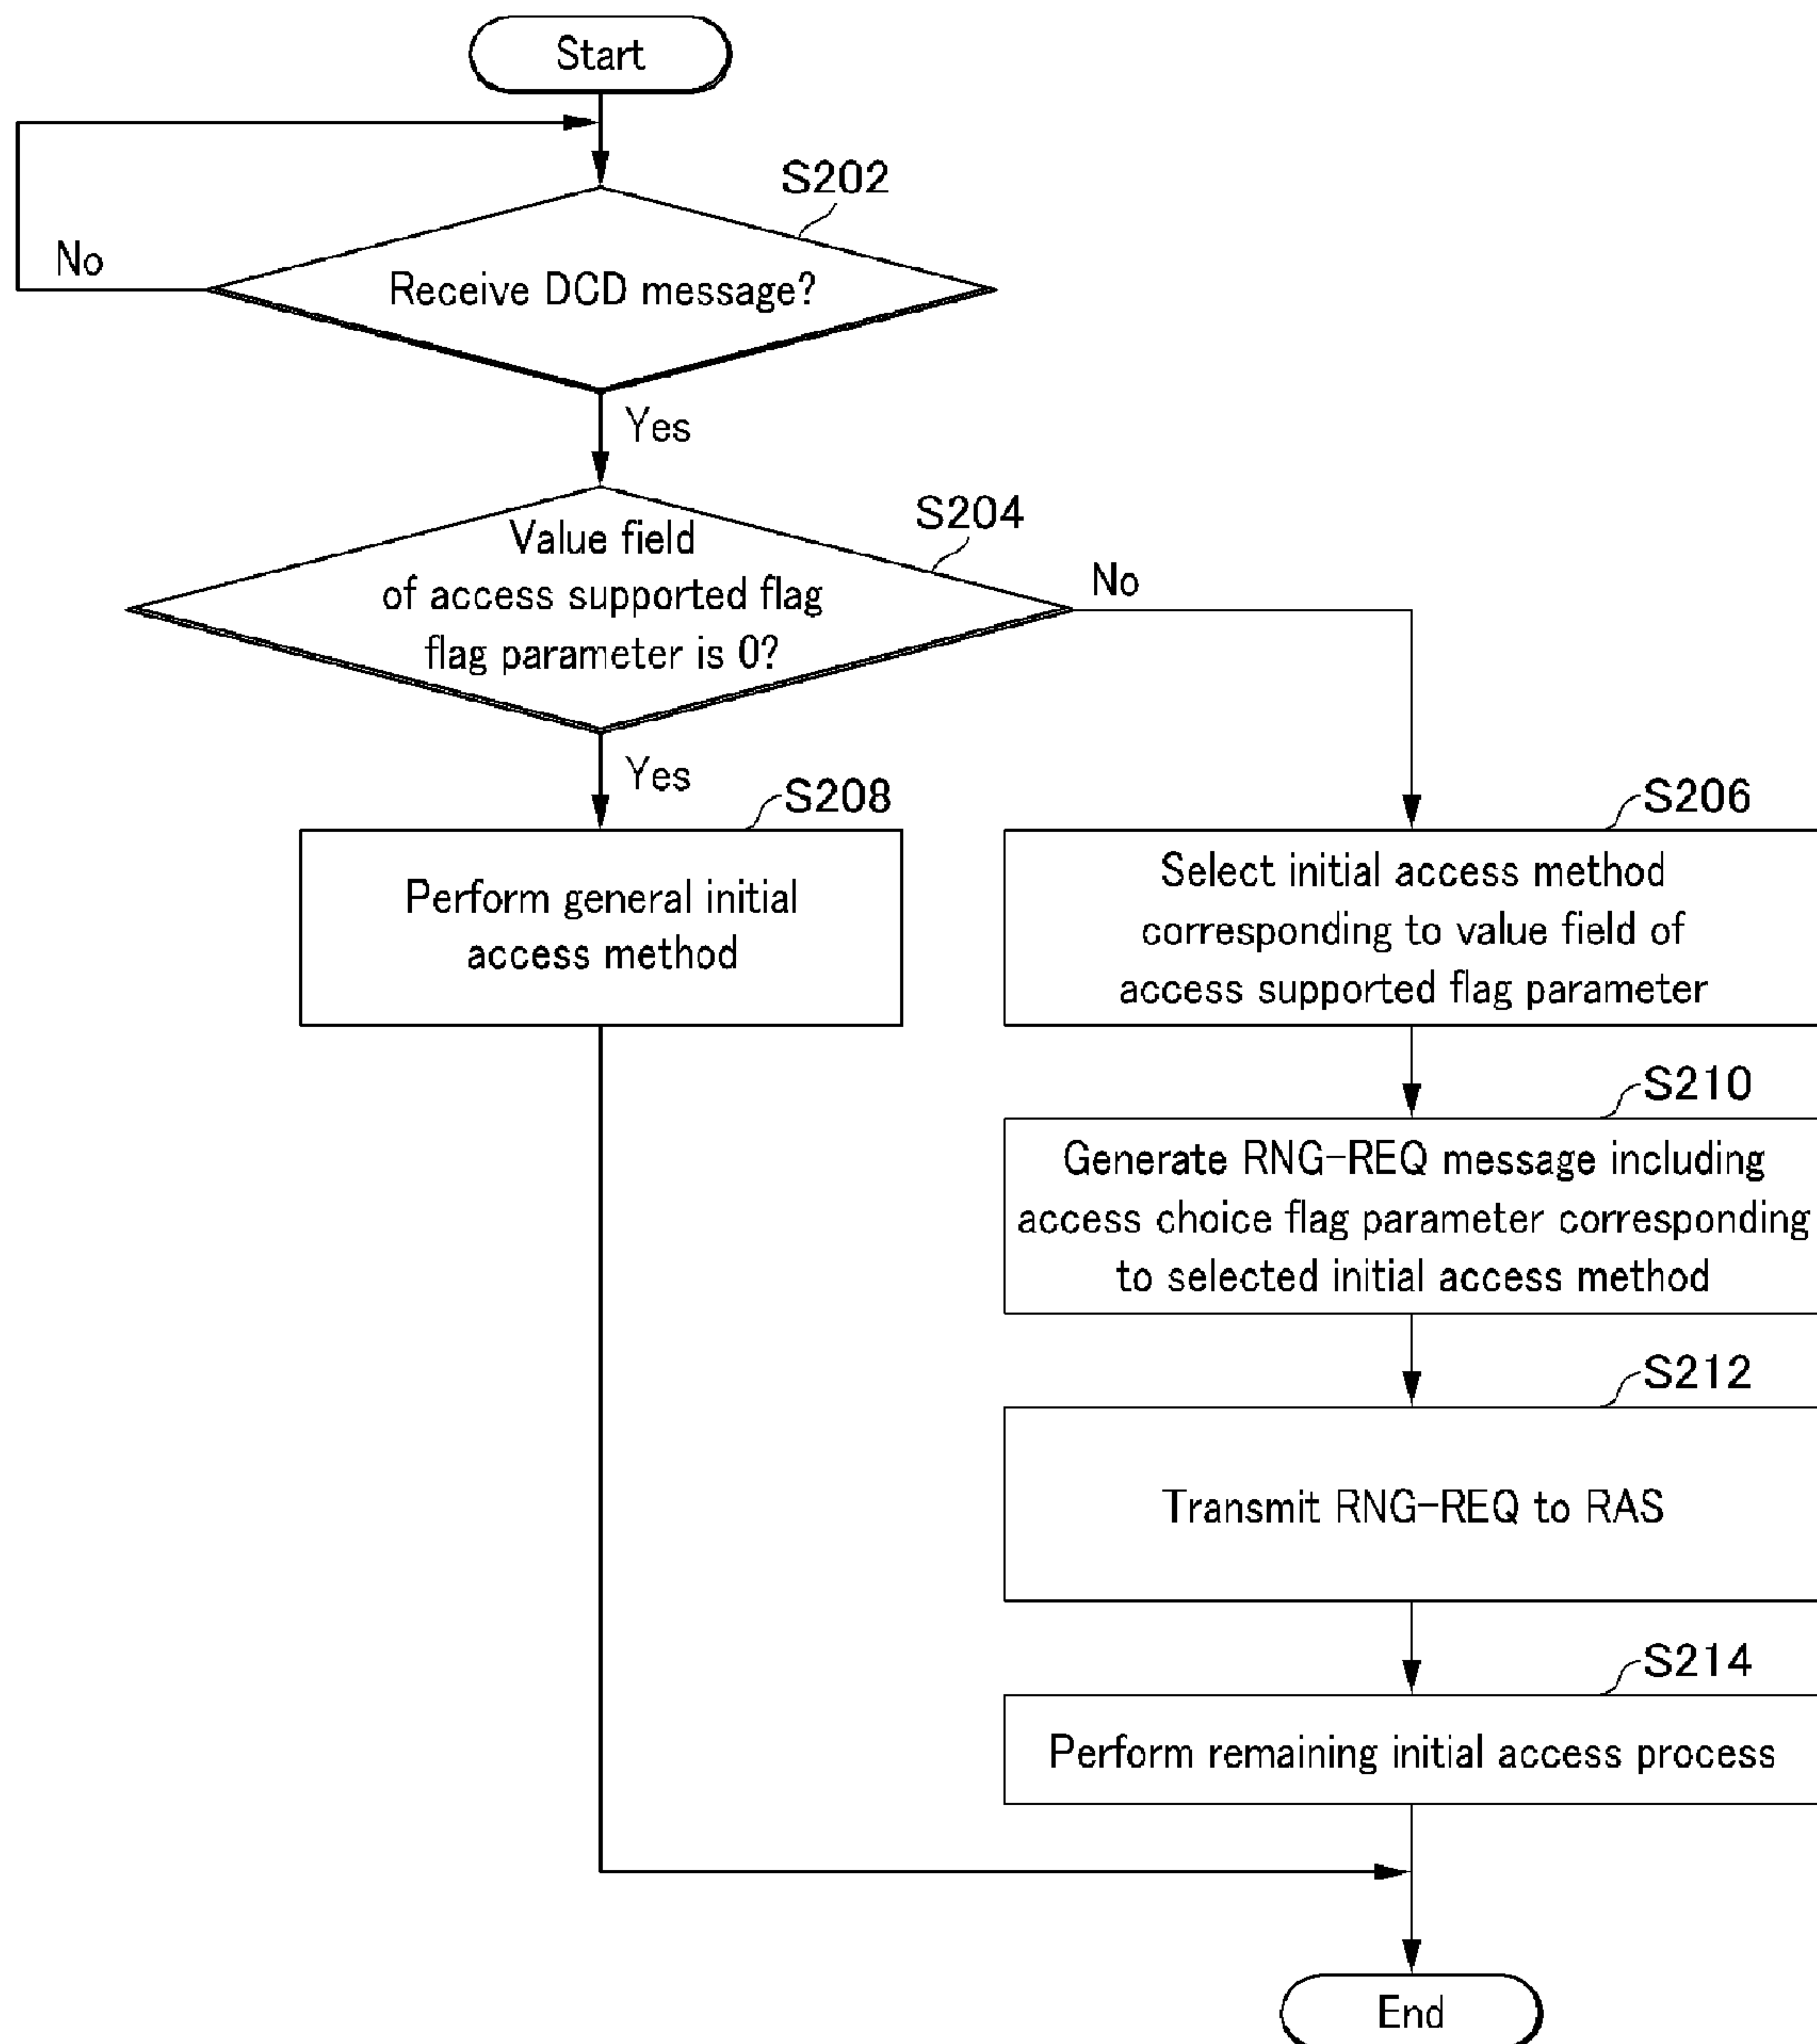 Start
S202
No
Receive DCD message?
Yes
S204
Value field
of access supported flag
flag parameter is 0?
No
Yes
S208
Perform general initial
access method
S206
Select initial access method
corresponding to value field of
access supported flag parameter
S210
Generate RNG-REQ message including
access choice flag parameter corresponding
to selected initial access method
S212
Transmit RNG-REQ to RAS
S214
Perform remaining initial access process
End